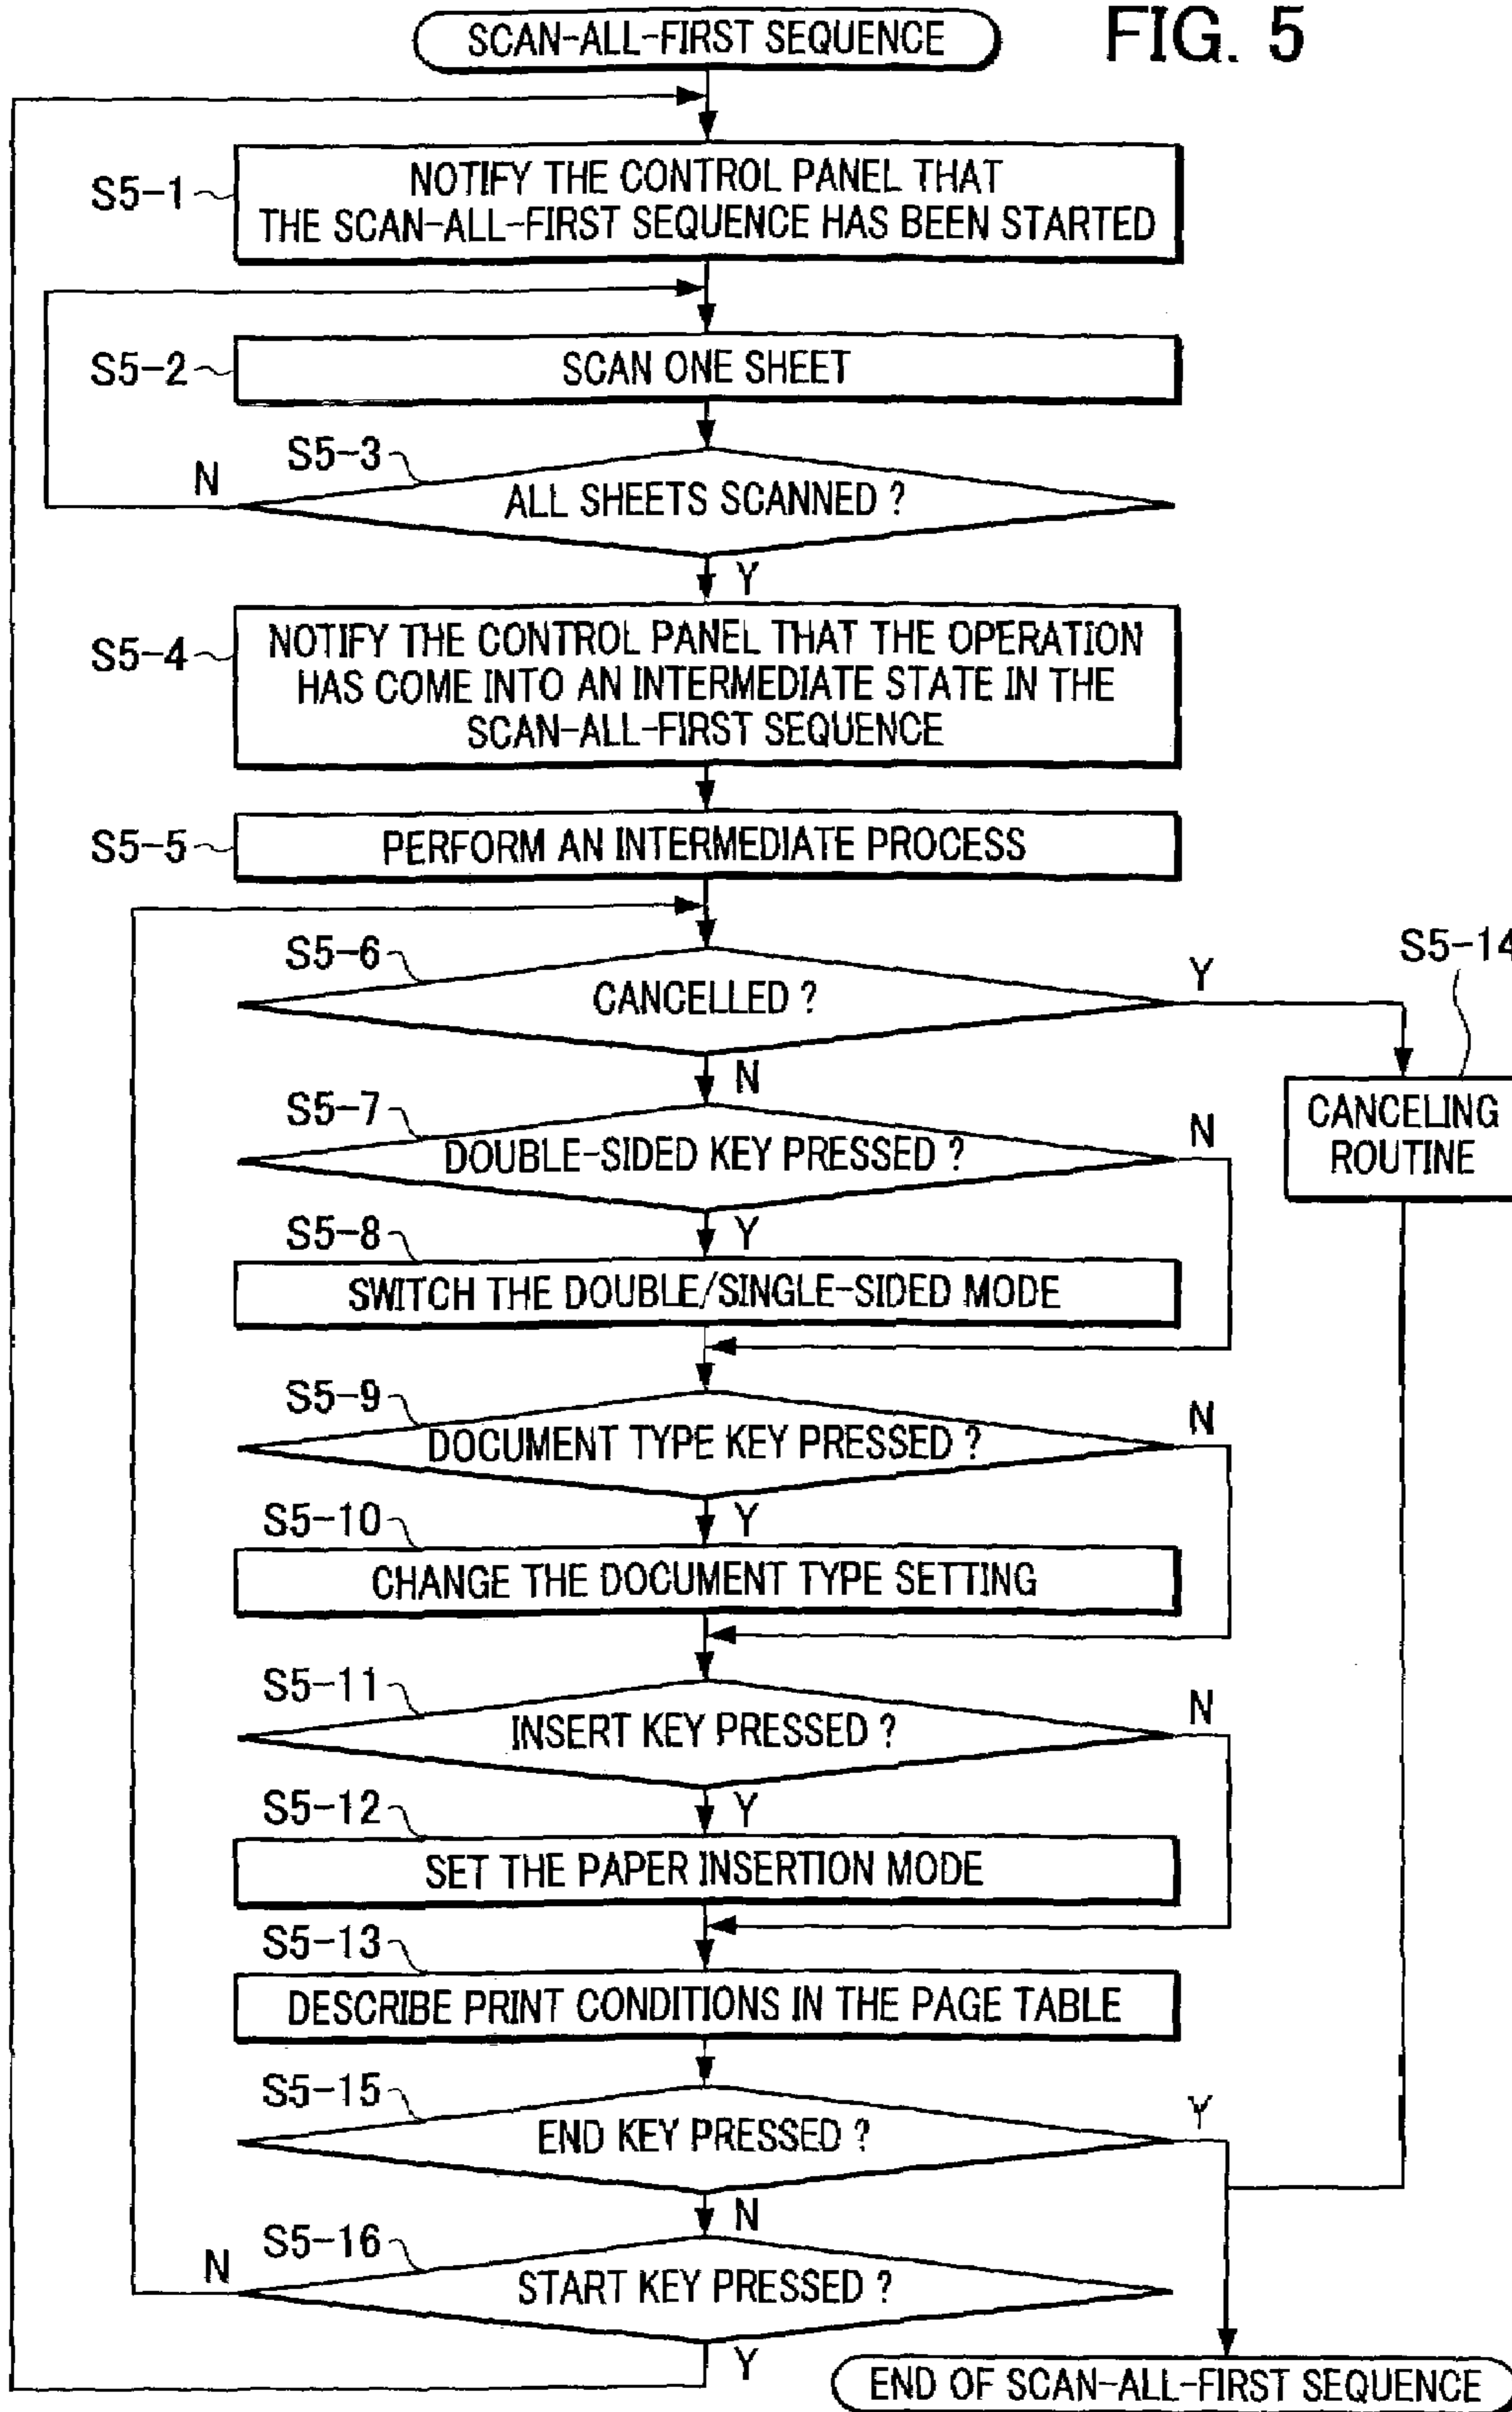 FIG. 5
SCAN-ALL-FIRST SEQUENCE
S5-1
NOTIFY THE CONTROL PANEL THAT
THE SCAN-ALL-FIRST SEQUENCE HAS BEEN STARTED
S5-2
SCAN ONE SHEET
S5-3
N
ALL SHEETS SCANNED ?
Y
S5-4
NOTIFY THE CONTROL PANEL THAT THE OPERATION
HAS COME INTO AN INTERMEDIATE STATE IN THE
SCAN-ALL-FIRST SEQUENCE
S5-5
PERFORM AN INTERMEDIATE PROCESS
S5-6
CANCELLED ?
Y
S5-14
N
CANCELING
ROUTINE
S5-7
DOUBLE-SIDED KEY PRESSED ?
N
Y
S5-8
SWITCH THE DOUBLE/SINGLE-SIDED MODE
S5-9
DOCUMENT TYPE KEY PRESSED ?
N
Y
S5-10
CHANGE THE DOCUMENT TYPE SETTING
S5-11
INSERT KEY PRESSED ?
N
Y
S5-12
SET THE PAPER INSERTION MODE
S5-13
DESCRIBE PRINT CONDITIONS IN THE PAGE TABLE
S5-15
END KEY PRESSED ?
Y
N
S5-16
N
START KEY PRESSED ?
Y
END OF SCAN-ALL-FIRST SEQUENCE